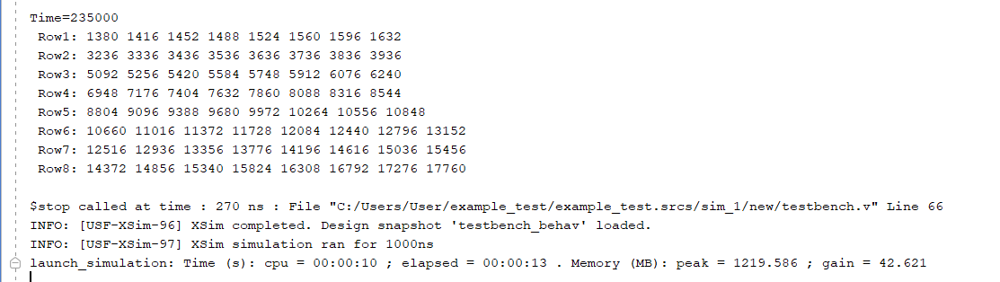 Time=235000
Row1: 1380 1416 1452 1488 1524 1560 1596 1632
Row2: 3236 3336 3436 3536 3636 3736 3836 3936
Row3: 5092 5256 5420 5584 5748 5912 6076 6240
Row4: 6948 7176 7404 7632 7860 8088 8316 8544
Row5: 8804 9096 9388 9680 9972 10264 10556 10848
Row6: 10660 11016 11372 11728 12084 12440 12796 13152
Row7: 12516 12936 13356 13776 14196 14616 15036 15456
Row8: 14372 14856 15340 15824 16308 16792 17276 17760
$stop called at time : 270 ns : File "C:/Users/User/example_test/example_test.srcs/sim_1/new/testbench.v" Line 66
INFO: [USF-XSim-96] XSim completed. Design snapshot 'testbench_behav' loaded.
INFO: [USF-XSim-97] XSim simulation ran for 1000ns
launch_simulation: Time (s): cpu = 00:00:10 ; elapsed = 00:00:13 . Memory (MB): peak = 1219.586 ; gain = 42.621